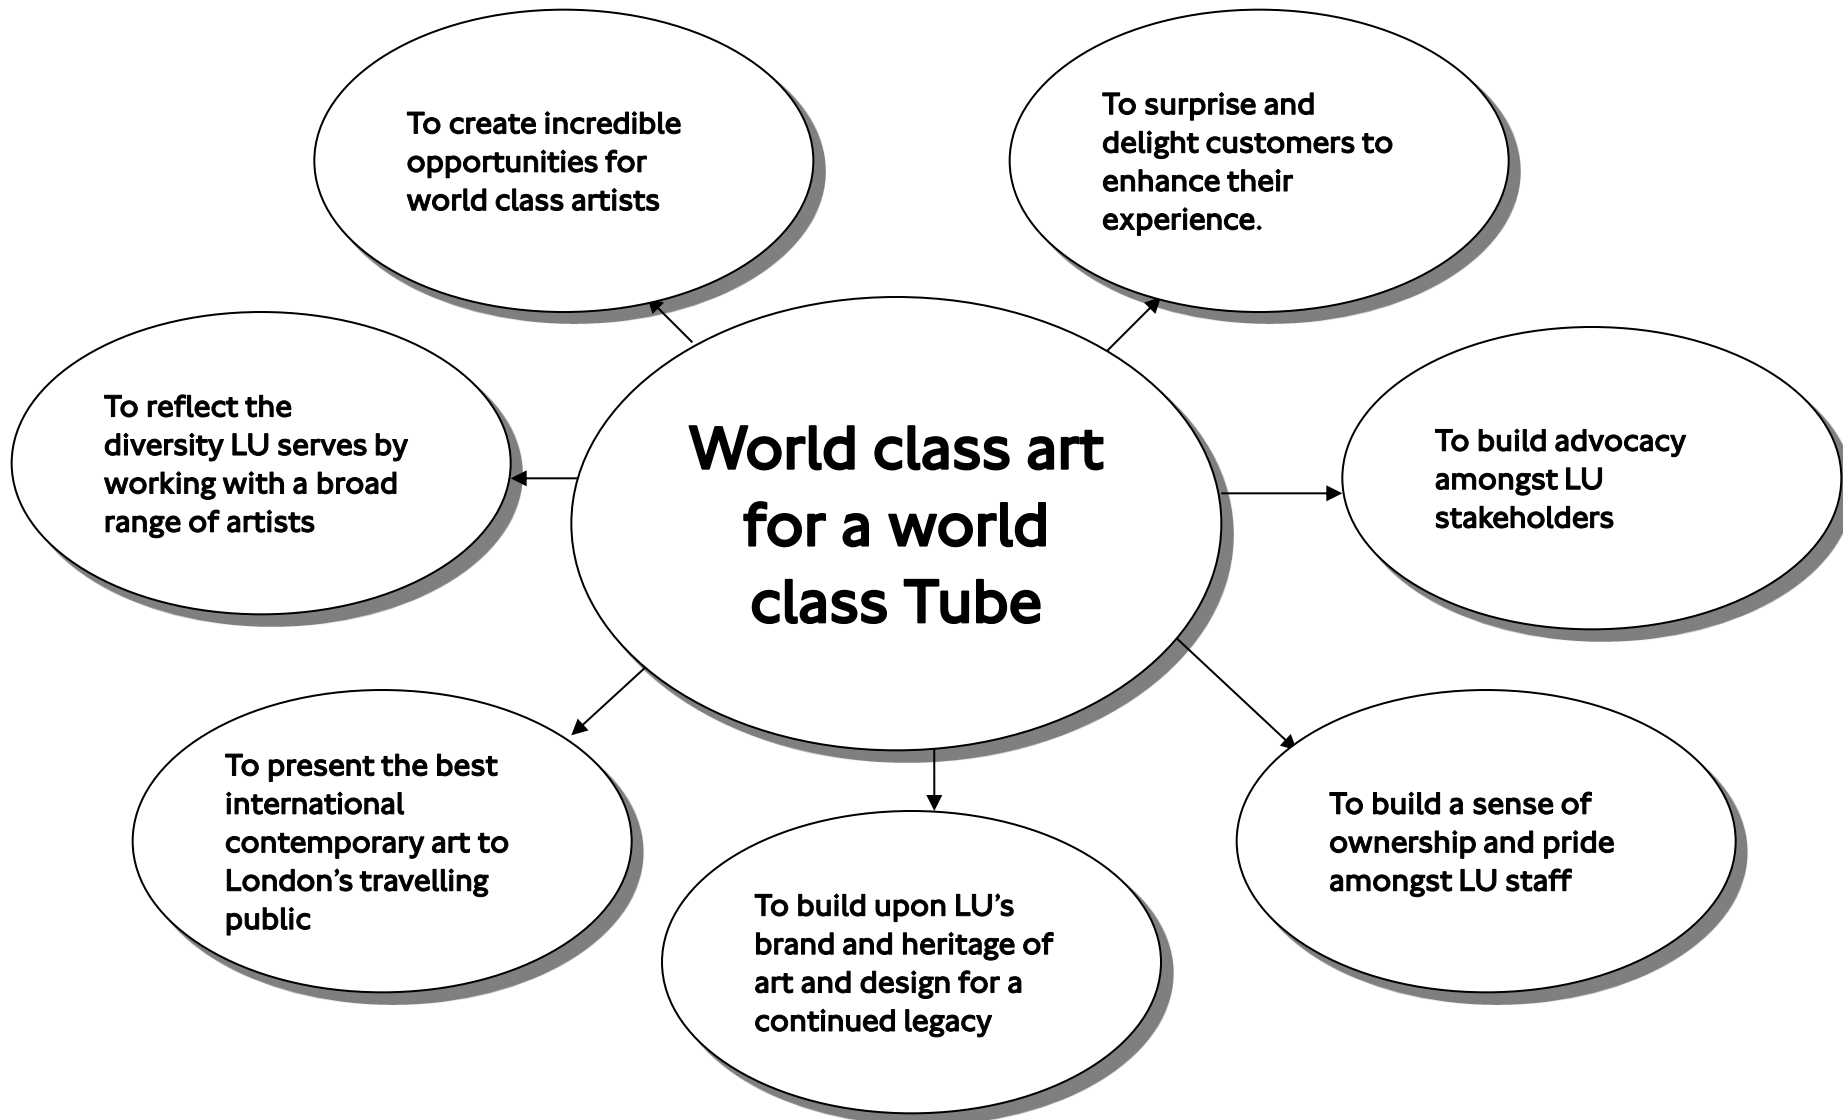 To create incredible
opportunities for
world class artists
To surprise and
delight customers to
enhance their
experience.
To reflect the
diversity LU serves by
working with a broad
range of artists
World class art
for a world
class Tube
To build advocacy
amongst LU
stakeholders
To present the best
international
contemporary art to
London’s travelling
public
To build upon LU’s
brand and heritage of
art and design for a
continued legacy
To build a sense of
ownership and pride
amongst LU staff